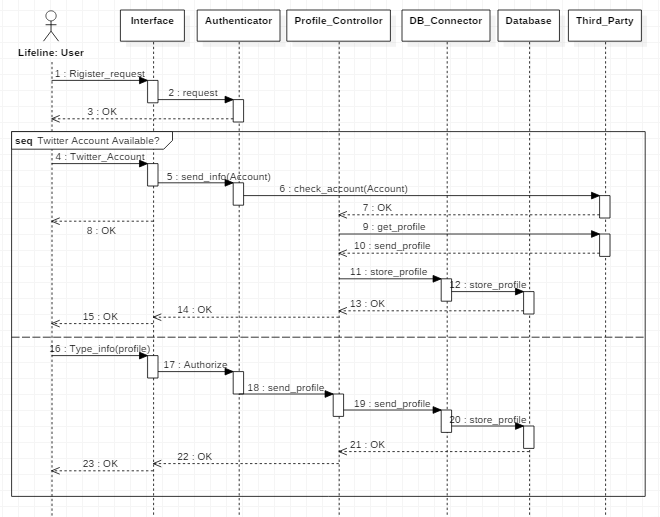 Interface
Authenticator
Profile_Controllor
DB_Connector
Database
Third_Party
Lifeline: User
1 : Rigister_request
2 : request
3 : OK
seq Twitter Account Available?
4 : Twitter_Account
5 : send_info(Account)
6 : check_account(Account)
7 : OK
8 : OK
9 : get_profile
10 : send_profile
11 : store_profile
12 : store_profile
13 : OK
14 : OK
15 : OK
16 : Type_info(profile)
17 : Authorize
18 : send_profile
19 : send_profile
20 : store_profile
21 : OK
22 : OK
23 : OK